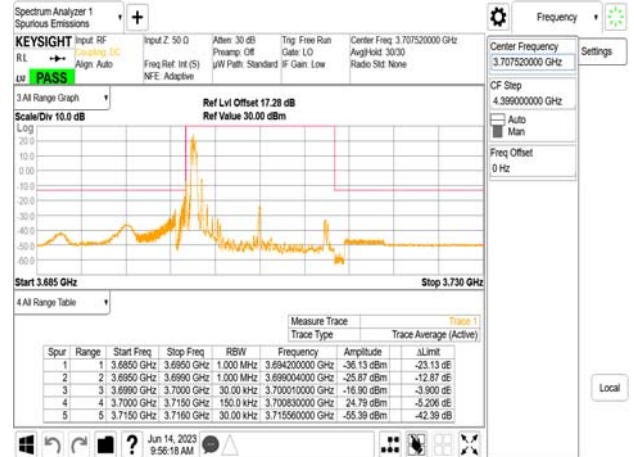 Spectrum Analyzer 1
Spurious Emissions
+
Frequency
KEYSIGHT
RL
LVI PASS
Input: RF
Coupling: DC
Align: Auto
Input Z: 50 Ω
Freq Ref: Int (S)
NFE: Adaptive
Atten: 30 dB
Preamp: Off
µW Path: Standard
Trig: Free Run
Gate: LO
IF Gain: Low
Center Freq: 3.707520000 GHz
Avg|Hold: 30/30
Radio Std: None
3 All Range Graph
Ref Lvl Offset 17.28 dB
Scale/Div 10.0 dB
Ref Value 30.00 dBm
Log
20.0
10.0
0.00
-10.0
-20.0
-30.0
-40.0
-50.0
-60.0
Start 3.685 GHz
Stop 3.730 GHz
4 All Range Table
Measure Trace Trace 1
Trace Type Trace Average (Active)
Spur Range Start Freq Stop Freq RBW Frequency Amplitude ΔLimit
1 1 3.6850 GHz 3.6950 GHz 1.000 MHz 3.694200000 GHz -36.13 dBm -23.13 dB
2 2 3.6950 GHz 3.6990 GHz 1.000 MHz 3.699004000 GHz -25.87 dBm -12.87 dB
3 3 3.6990 GHz 3.7000 GHz 30.00 kHz 3.700010000 GHz -16.90 dBm -3.900 dB
4 4 3.7000 GHz 3.7150 GHz 150.0 kHz 3.700830000 GHz 24.79 dBm -5.206 dB
5 5 3.7150 GHz 3.7160 GHz 30.00 kHz 3.715560000 GHz -55.39 dBm -42.39 dB
?
Jun 14, 2023
9:56:18 AM
Center Frequency
3.707520000 GHz
Settings
CF Step
4.399000000 GHz
Auto
Man
Freq Offset
0 Hz
Local